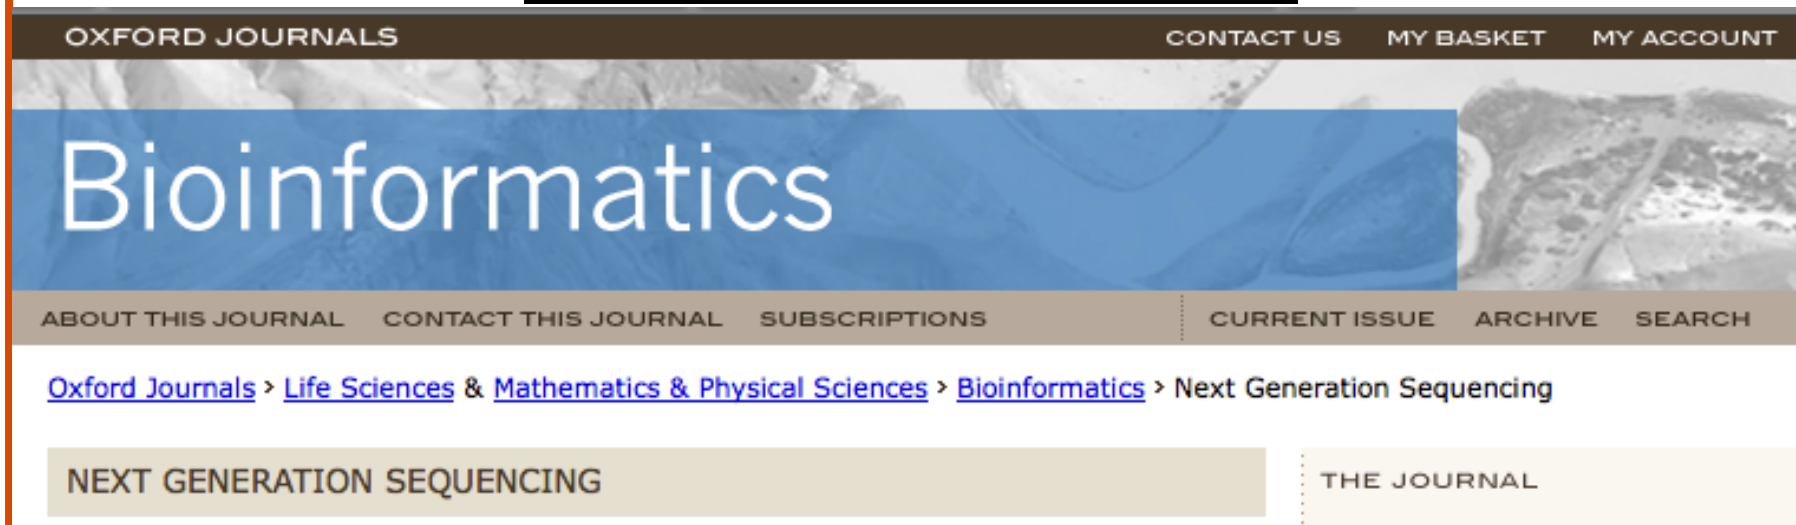 OXFORD JOURNALS CONTACT US MY BASKET MY ACCOUNT
Bioinformatics
ABOUT THIS JOURNAL CONTACT THIS JOURNAL SUBSCRIPTIONS CURRENT ISSUE ARCHIVE SEARCH
Oxford Journals > Life Sciences & Mathematics & Physical Sciences > Bioinformatics > Next Generation Sequencing
NEXT GENERATION SEQUENCING
THE JOURNAL